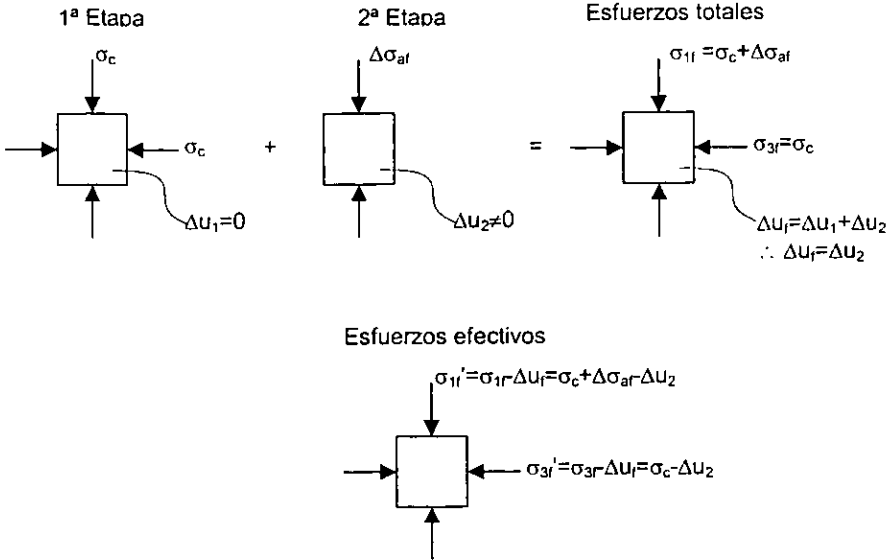 1ª Etapa
2ª Etapa
Esfuerzos totales
σc
Δσaf
σ1f =σc+Δσaf
σc
+
=
σ3f=σc
Δu1=0
Δu2≠0
Δuf=Δu1+Δu2
∴ Δuf=Δu2
Esfuerzos efectivos
σ1f'=σ1f-Δuf=σc+Δσaf-Δu2
σ3f'=σ3f-Δuf=σc-Δu2